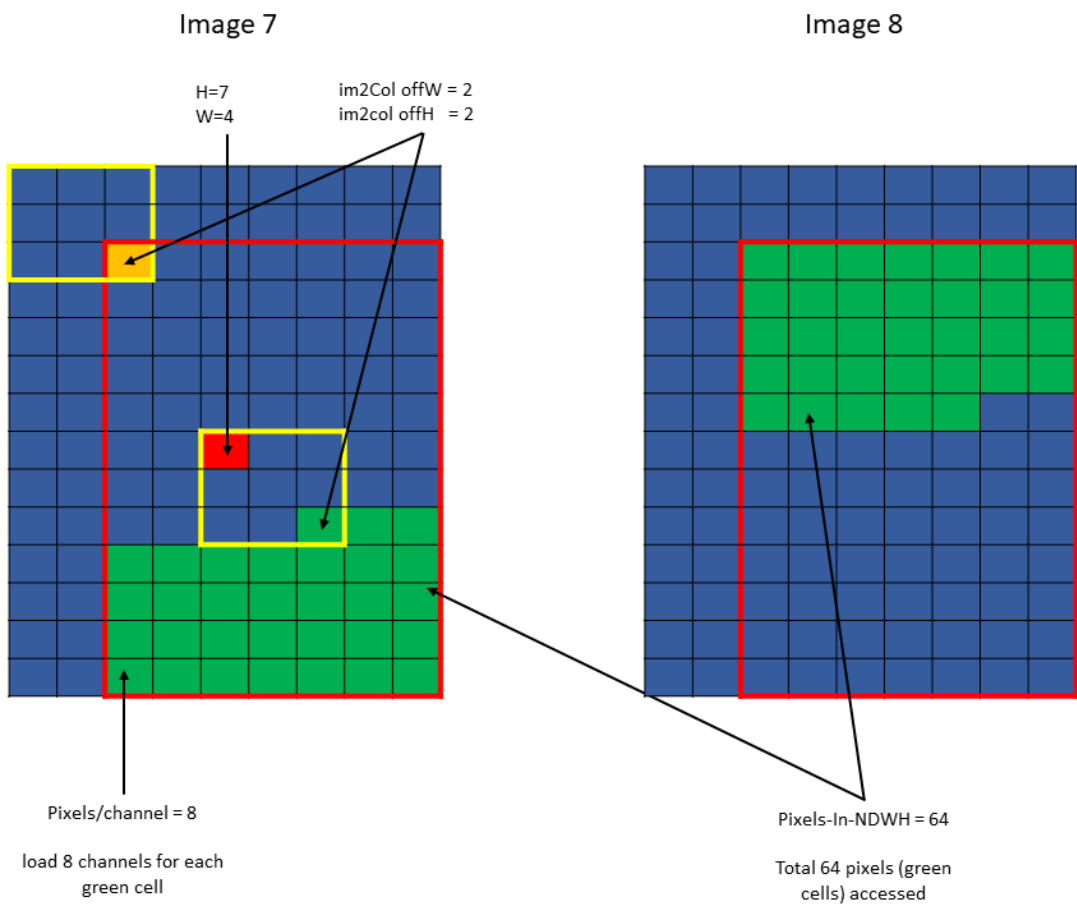 Image 7
Image 8
H=7
W=4
im2Col offW = 2
im2col offH = 2
Pixels/channel = 8
load 8 channels for each
green cell
Pixels-In-NDWH = 64
Total 64 pixels (green
cells) accessed